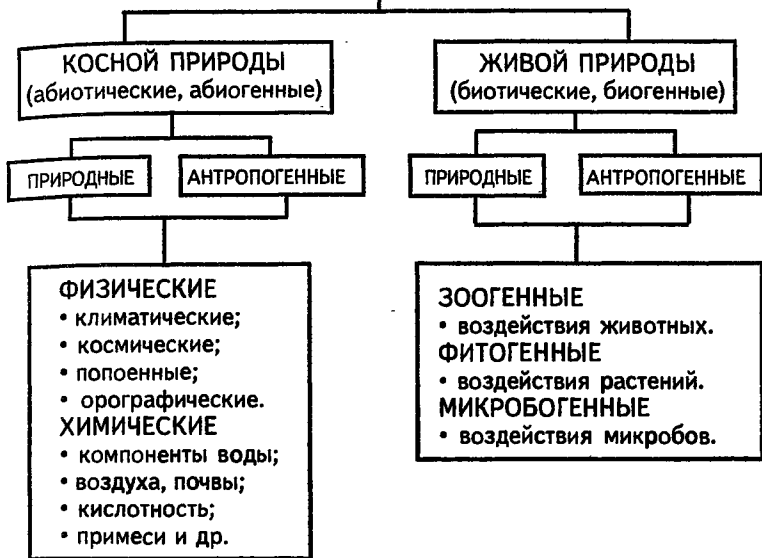 КОСНОЙ ПРИРОДЫ
(абиотические, абиогенные)
ЖИВОЙ ПРИРОДЫ
(биотические, биогенные)
ПРИРОДНЫЕ
АНТРОПОГЕННЫЕ
ПРИРОДНЫЕ
АНТРОПОГЕННЫЕ
ФИЗИЧЕСКИЕ
• климатические;
• космические;
• попоенные;
• орографические.
ХИМИЧЕСКИЕ
• компоненты воды;
• воздуха, почвы;
• кислотность;
• примеси и др.
ЗООГЕННЫЕ
• воздействия животных.
ФИТОГЕННЫЕ
• воздействия растений.
МИКРОБОГЕННЫЕ
• воздействия микробов.